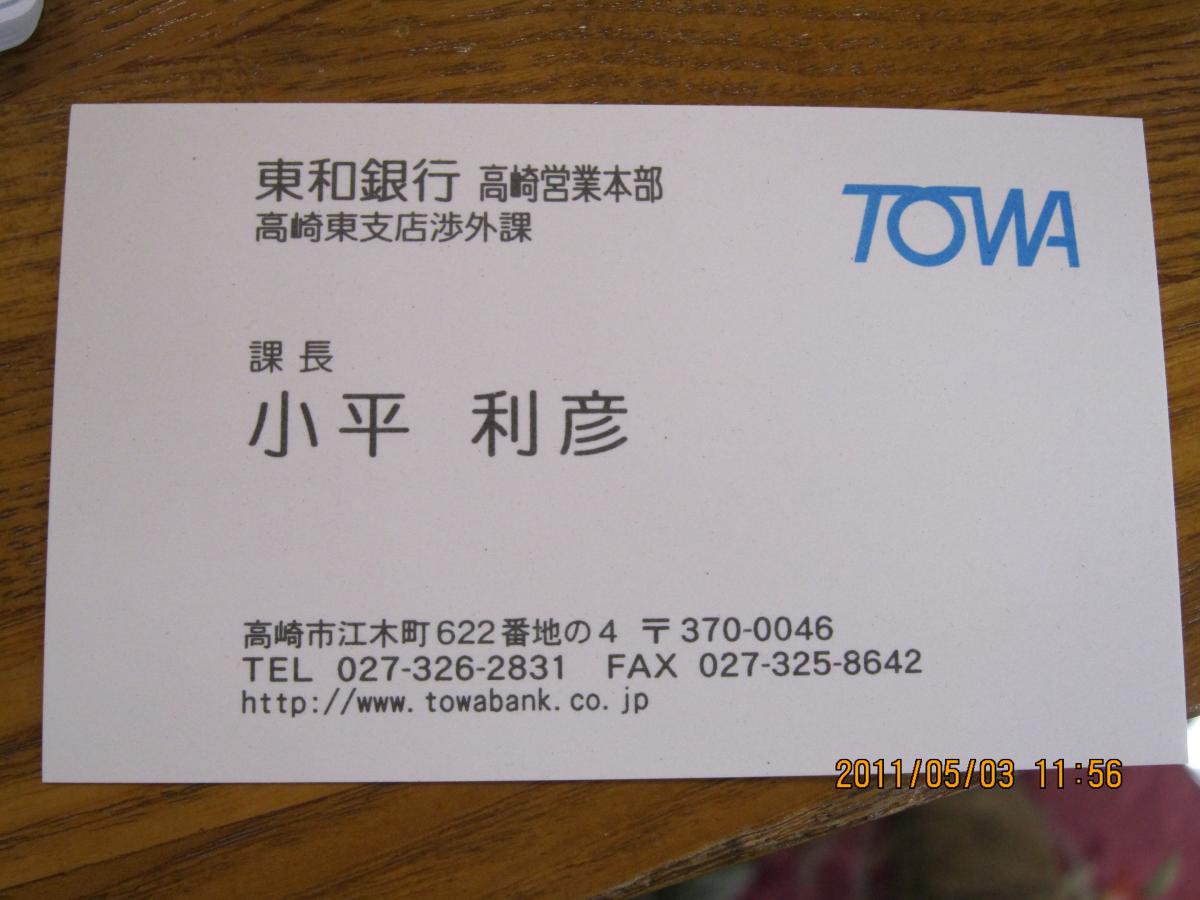 東和銀行 高崎営業本部
高崎東支店渉外課
TOWA
課長
小平 利彦
高崎市江木町622番地の4 〒370-0046
TEL 027-326-2831 FAX 027-325-8642
http://www.towabank.co.jp
2011/05/03 11:56